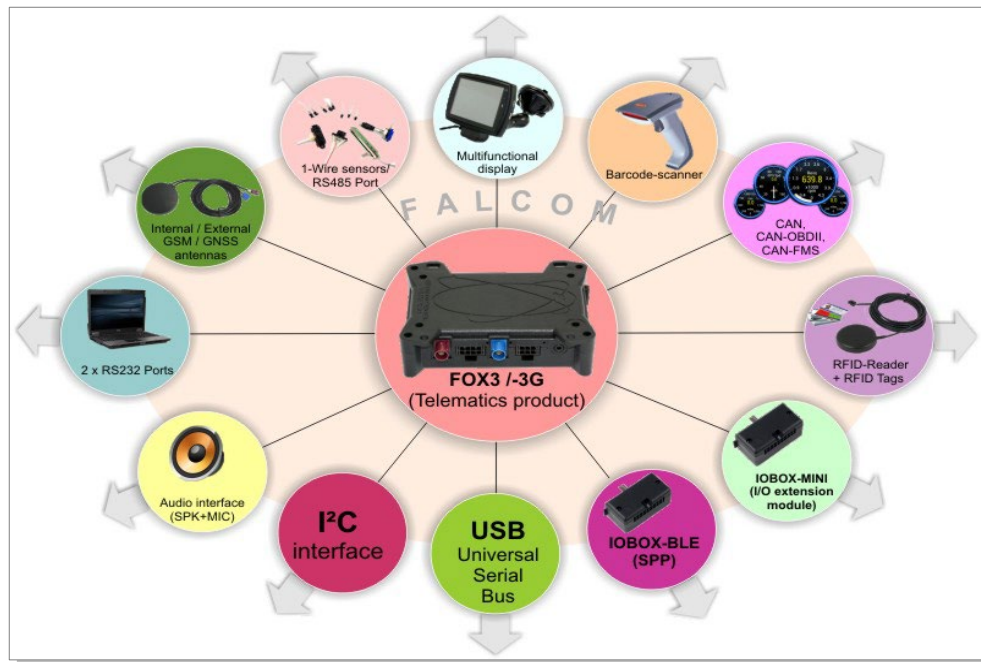 Multifunctional
display
1-Wire sensors/
RS485 Port
Barcode-scanner
FALCOM
Internal / External
GSM / GNSS
antennas
CAN,
CAN-OBDII,
CAN-FMS
639.8
2 x RS232 Ports
FOX3 /-3G
(Telematics product)
RFID-Reader
+ RFID Tags
Audio interface
(SPK+MIC)
IOBOX-MINI
(I/O extension
module)
I²C
interface
USB
Universal
Serial
Bus
IOBOX-BLE
(SPP)